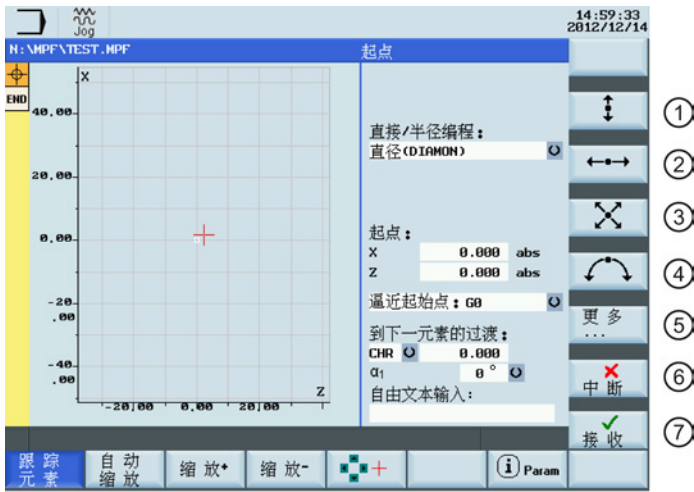 Jog
14:59:33
2012/12/14
N:\MPF\TEST.MPF
起点
END
X
40.00
20.00
0.00
-20
.00
-40
.00
-20.00 0.00 20.00
Z
直接/半径编程:
直径(DIAMON)
起点:
X 0.000 abs
Z 0.000 abs
逼近起始点:G0
到下一元素的过渡:
CHR 0.000
α1 0 °
自由文本输入:
①
②
③
④
更多
...
⑤
中断
⑥
接收
⑦
跟踪
元素
自动
缩放
缩放+
缩放-
i Param